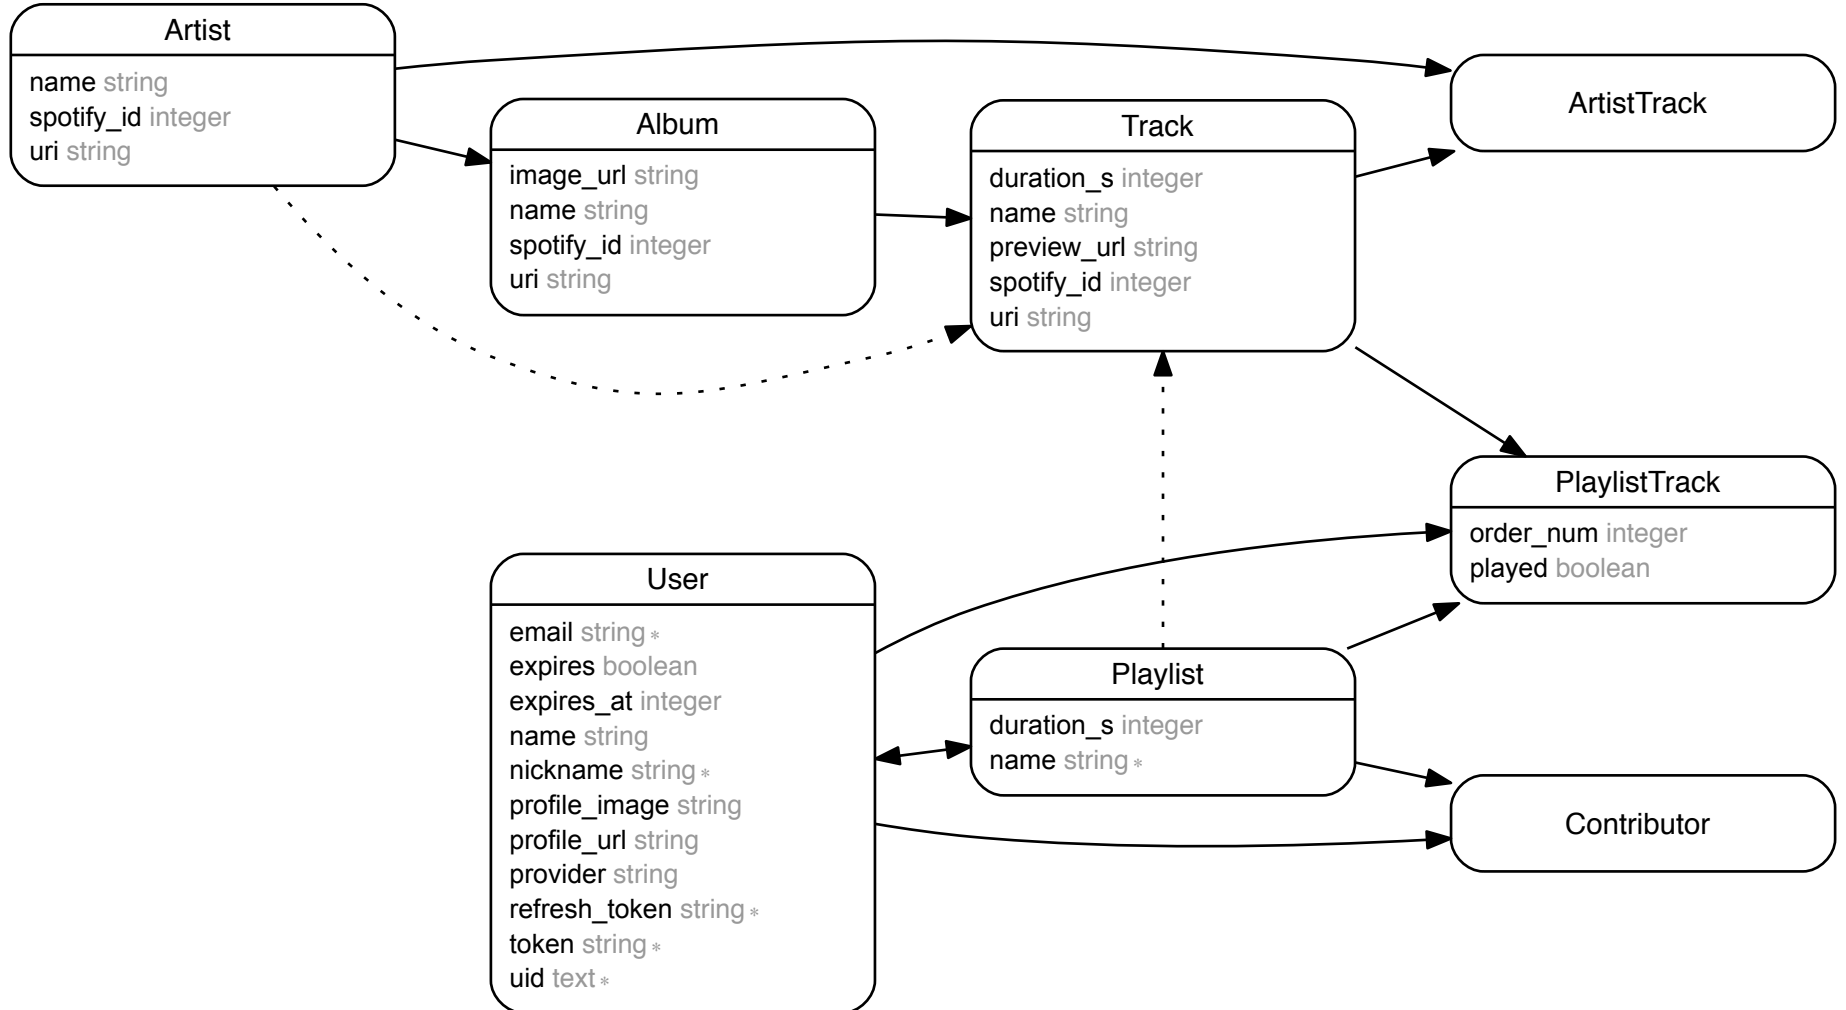 Artist
name string
spotify_id integer
uri string
Album
image_url string
name string
spotify_id integer
uri string
Track
duration_s integer
name string
preview_url string
spotify_id integer
uri string
ArtistTrack
PlaylistTrack
order_num integer
played boolean
User
email string *
expires boolean
expires_at integer
name string
nickname string *
profile_image string
profile_url string
provider string
refresh_token string *
token string *
uid text *
Playlist
duration_s integer
name string *
Contributor